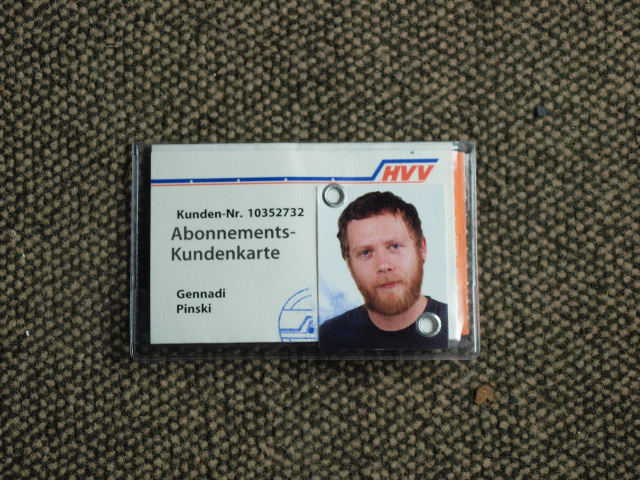 HVV
Kunden-Nr. 10352732
Abonnements-
Kundenkarte
Gennadi
Pinski